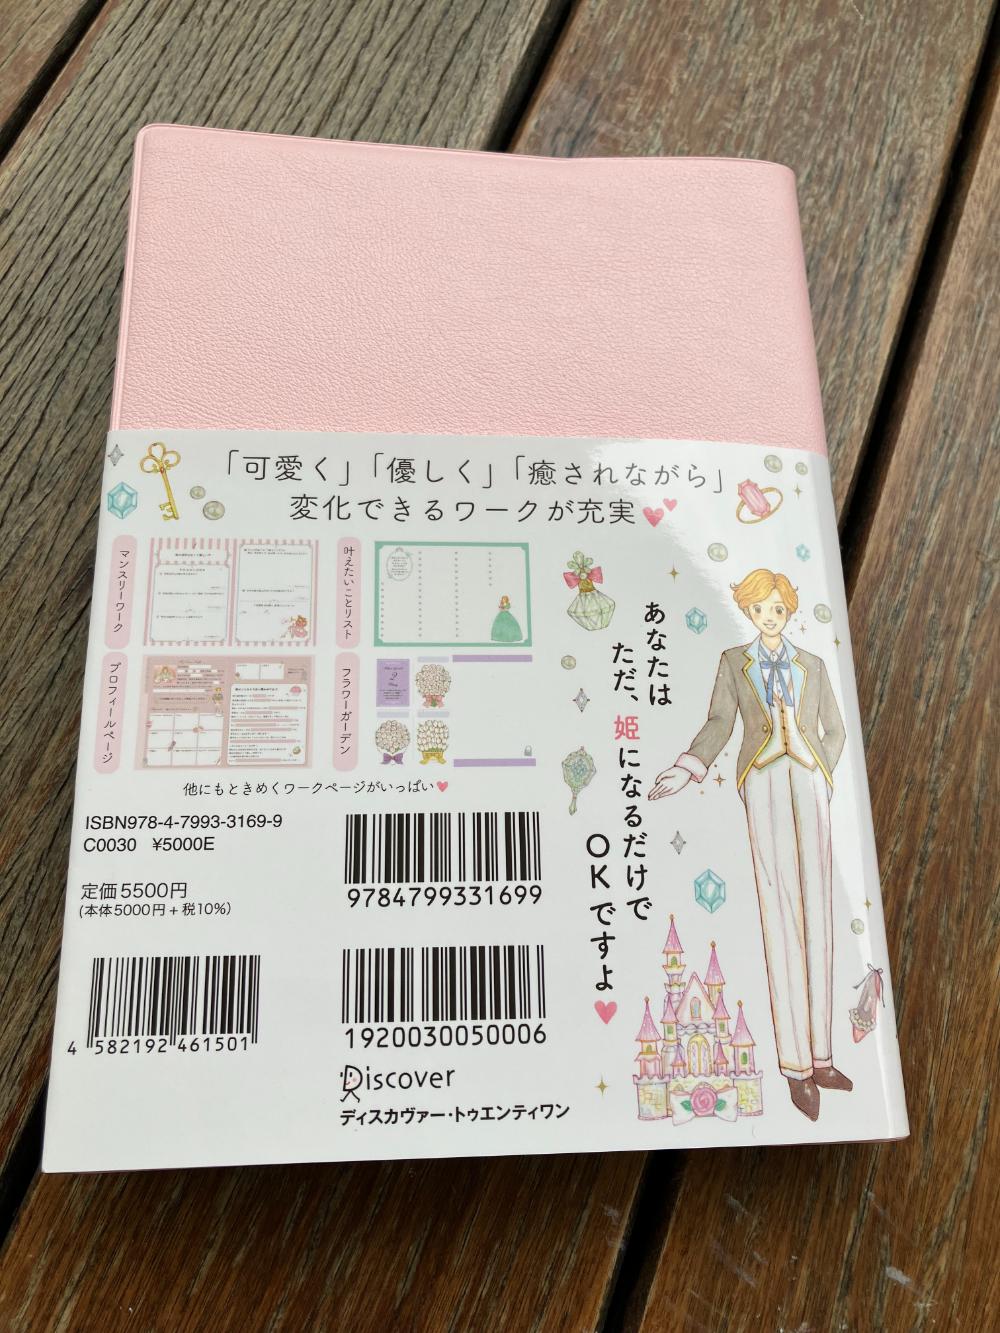 「可愛く」「優しく」「癒されながら」
変化できるワークが充実
マンスリーワーク
叶えたいことリスト
プロフィールページ
フラワーガーデン
他にもときめくワークページがいっぱい
あなたは
ただ、姫になるだけで
OKですよ
ISBN978-4-7993-3169-9
C0030 ¥5000E
定価5500円
(本体5000円+税10%)
9784799331699
1920030050006
4 582192 461501
Discover
ディスカヴァー・トゥエンティワン